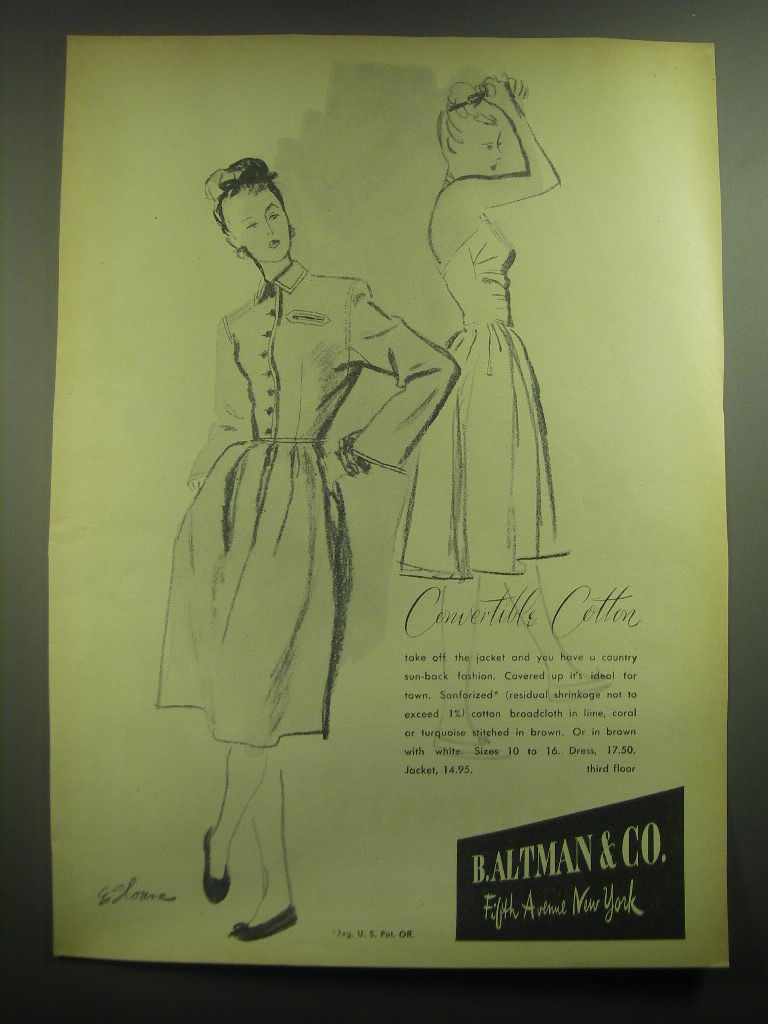 Convertible Cotton
take off the jacket and you have a country
sun-back fashion. Covered up it's ideal for
town. Sanforized* (residual shrinkage not to
exceed 1%) cotton broadcloth in lime, coral
or turquoise stitched in brown. Or in brown
with white. Sizes 10 to 16. Dress, 17.50.
Jacket, 14.95. third floor
B. ALTMAN & CO.
Fifth Avenue New York
Sloane
*Reg. U. S. Pat. Off.